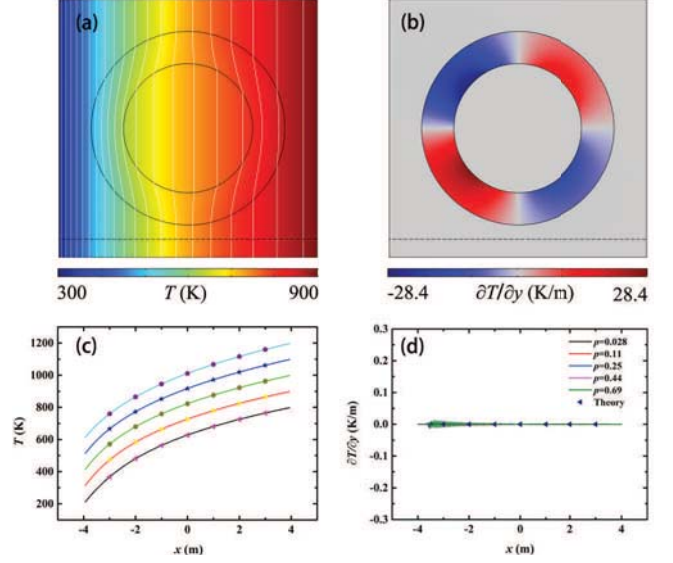 (a)
(b)
300 T (K) 900
-28.4 ∂T/∂y (K/m) 28.4
(c)
1200
1000
800
600
400
200
T (K)
-4 -2 0 2 4
x (m)
(d)
0.3
0.2
0.1
0.0
-0.1
-0.2
-0.3
∂T/∂y (K/m)
ρ=0.028
ρ=0.11
ρ=0.25
ρ=0.44
ρ=0.69
Theory
-4 -2 0 2 4
x (m)